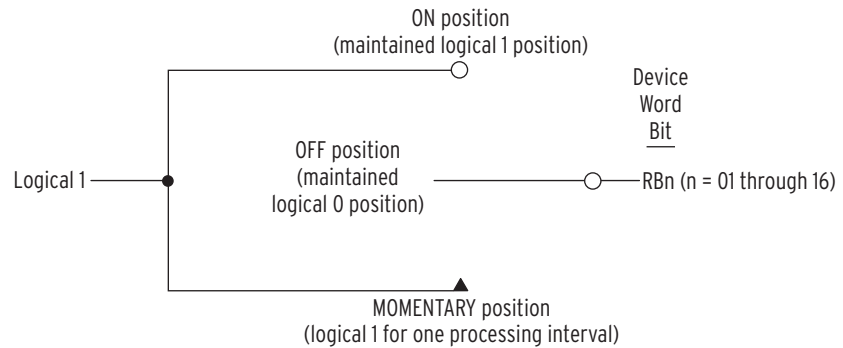 ON position
(maintained logical 1 position)
Device
Word
Bit
OFF position
(maintained
logical 0 position)
Logical 1
RBn (n = 01 through 16)
MOMENTARY position
(logical 1 for one processing interval)